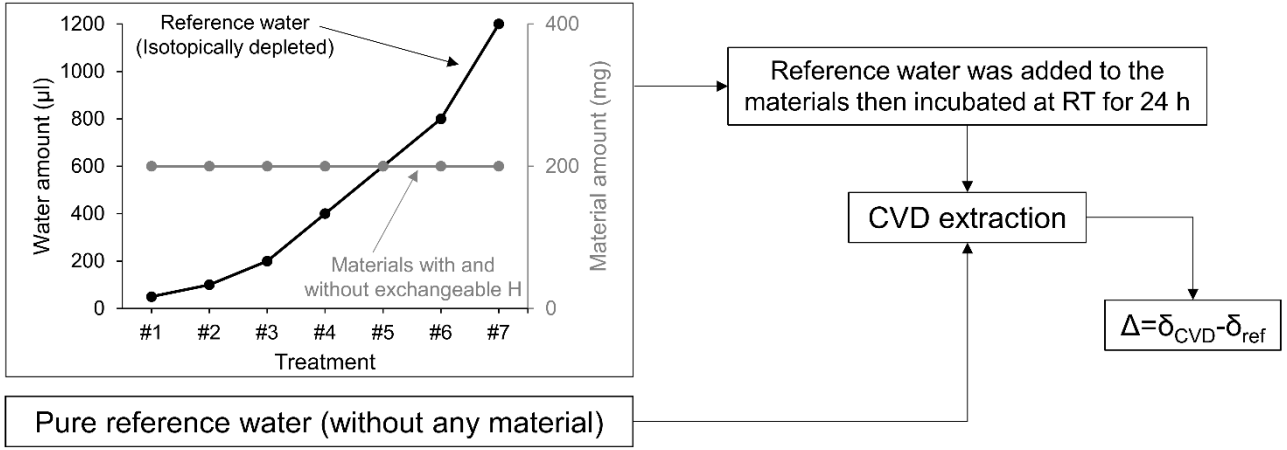 1200
1000
800
600
400
200
0
Water amount (µl)
Reference water
(Isotopically depleted)
400
200
0
Material amount (mg)
Materials with and
without exchangeable H
#1 #2 #3 #4 #5 #6 #7
Treatment
Reference water was added to the
materials then incubated at RT for 24 h
CVD extraction
Δ=δCVD-δref
Pure reference water (without any material)